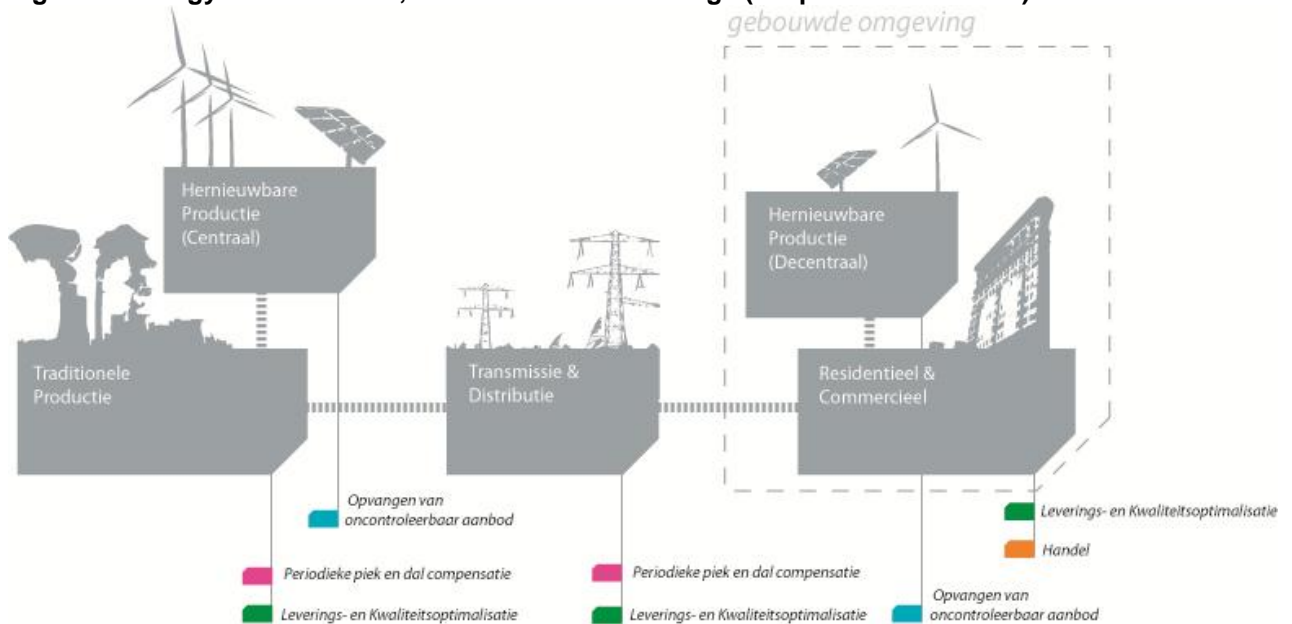 gebouwde omgeving
Hernieuwbare
Productie
(Centraal)
Hernieuwbare
Productie
(Decentraal)
Traditionele
Productie
Transmissie &
Distributie
Residentieel &
Commercieel
Opvangen van
oncontroleerbaar aanbod
Periodieke piek en dal compensatie
Leverings- en Kwaliteitsoptimalisatie
Periodieke piek en dal compensatie
Leverings- en Kwaliteitsoptimalisatie
Leverings- en Kwaliteitsoptimalisatie
Handel
Opvangen van
oncontroleerbaar aanbod